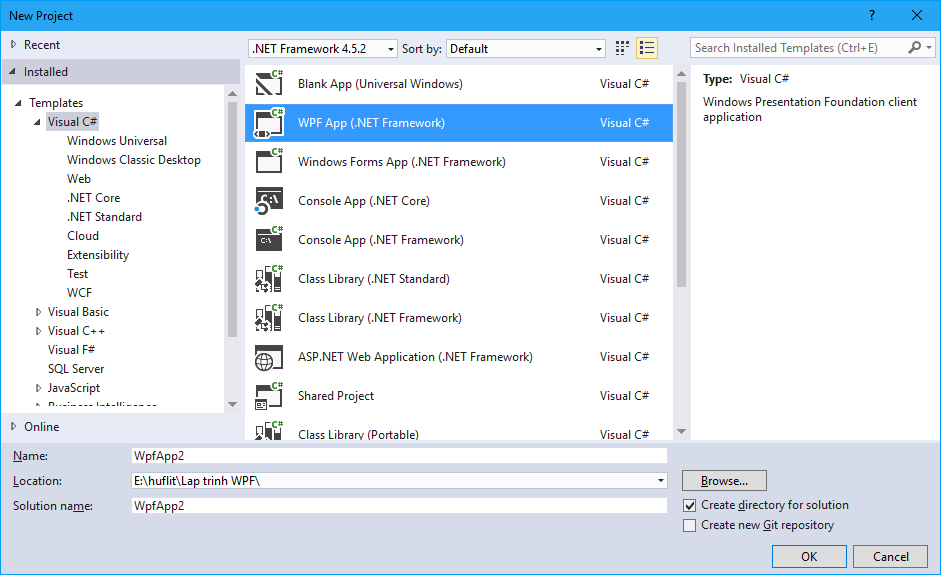 New Project
?
Recent
.NET Framework 4.5.2 Sort by: Default
Search Installed Templates (Ctrl+E)
Installed
Templates
Visual C#
Windows Universal
Windows Classic Desktop
Web
.NET Core
.NET Standard
Cloud
Extensibility
Test
WCF
Visual Basic
Visual C++
Visual F#
SQL Server
JavaScript
Business Intelligence
Online
C# Blank App (Universal Windows) Visual C#
C# WPF App (.NET Framework) Visual C#
C# Windows Forms App (.NET Framework) Visual C#
C:\ Console App (.NET Core) Visual C#
C# C:\ Console App (.NET Framework) Visual C#
C# Class Library (.NET Standard) Visual C#
C# Class Library (.NET Framework) Visual C#
ASP.NET Web Application (.NET Framework) Visual C#
C# Shared Project Visual C#
C# Class Library (Portable) Visual C#
Type: Visual C#
Windows Presentation Foundation client
application
Name: WpfApp2
Location: E:\huflit\Lap trinh WPF\
Browse...
Solution name: WpfApp2
Create directory for solution
Create new Git repository
OK Cancel